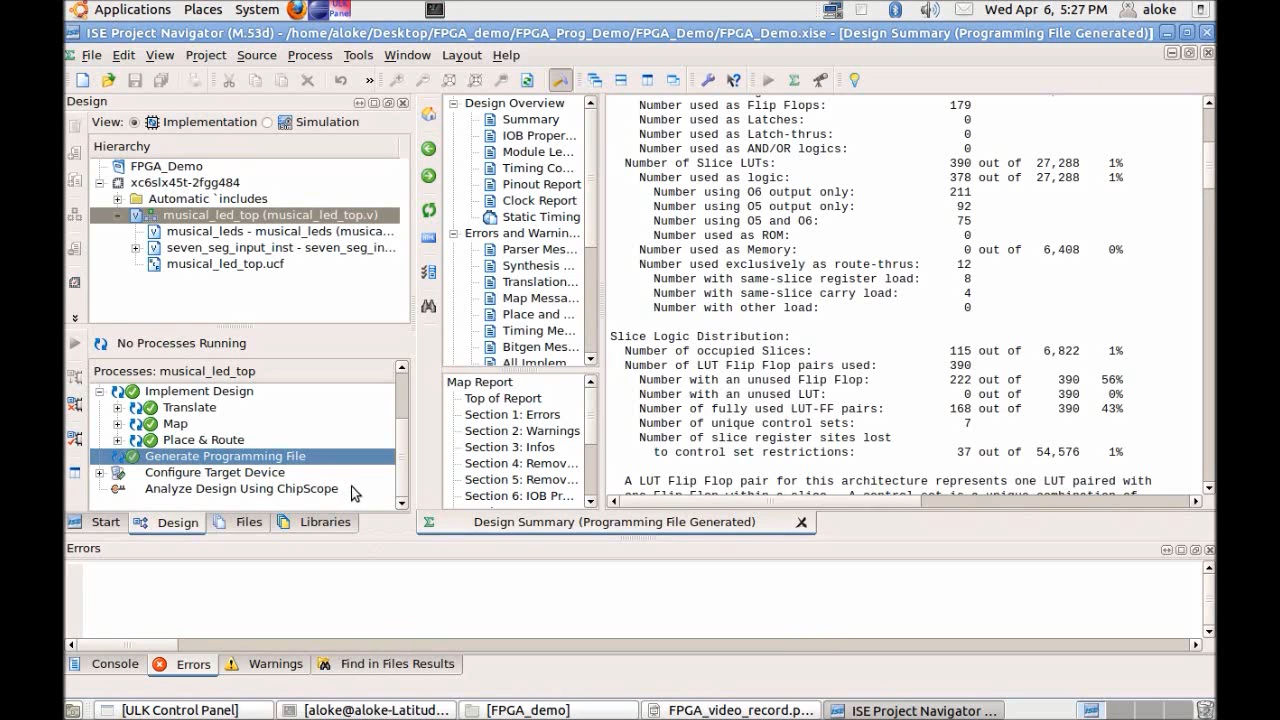 Applications Places System ULK Panel Wed Apr 6, 5:27 PM aloke
ISE Project Navigator (M.53d) - /home/aloke/Desktop/FPGA_demo/FPGA_Prog_Demo/FPGA_Demo/FPGA_Demo.xise - [Design Summary (Programming File Generated)]
File Edit View Project Source Process Tools Window Layout Help
Design
View: Implementation Simulation
Hierarchy
FPGA_Demo
xc6slx45t-2fgg484
Automatic `includes
musical_led_top (musical_led_top.v)
musical_leds - musical_leds (musica...
seven_seg_input_inst - seven_seg_in...
musical_led_top.ucf
No Processes Running
Processes: musical_led_top
Implement Design
Translate
Map
Place & Route
Generate Programming File
Configure Target Device
Analyze Design Using ChipScope
Start Design Files Libraries
Design Overview
Summary
IOB Proper...
Module Le...
Timing Co...
Pinout Report
Clock Report
Static Timing
Errors and Warnin...
Parser Mes...
Synthesis ...
Translation...
Map Messa...
Place and ...
Timing Me...
Bitgen Mes...
All Implem...
Map Report
Top of Report
Section 1: Errors
Section 2: Warnings
Section 3: Infos
Section 4: Remov...
Section 5: Remov...
Section 6: IOB Pr...
Number used as Flip Flops: 179
Number used as Latches: 0
Number used as Latch-thrus: 0
Number used as AND/OR logics: 0
Number of Slice LUTs: 390 out of 27,288 1%
Number used as logic: 378 out of 27,288 1%
Number using O6 output only: 211
Number using O5 output only: 92
Number using O5 and O6: 75
Number used as ROM: 0
Number used as Memory: 0 out of 6,408 0%
Number used exclusively as route-thrus: 12
Number with same-slice register load: 8
Number with same-slice carry load: 4
Number with other load: 0
Slice Logic Distribution:
Number of occupied Slices: 115 out of 6,822 1%
Number of LUT Flip Flop pairs used: 390
Number with an unused Flip Flop: 222 out of 390 56%
Number with an unused LUT: 0 out of 390 0%
Number of fully used LUT-FF pairs: 168 out of 390 43%
Number of unique control sets: 7
Number of slice register sites lost
to control set restrictions: 37 out of 54,576 1%
A LUT Flip Flop pair for this architecture represents one LUT paired with
one Flip Flop within a slice. A control set is a unique combination of
Design Summary (Programming File Generated)
Errors
Console Errors Warnings Find in Files Results
[ULK Control Panel] [aloke@aloke-Latitud... [FPGA_demo] FPGA_video_record.p... ISE Project Navigator ...